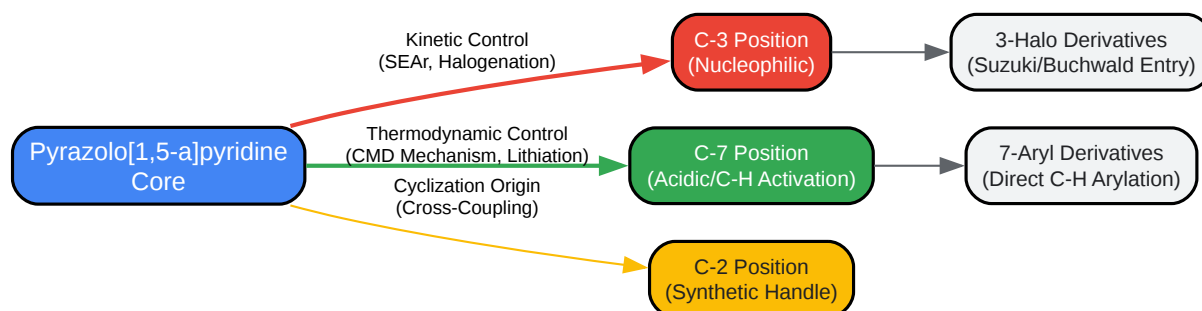 Kinetic Control
(SEAr, Halogenation)
C-3 Position
(Nucleophilic)
3-Halo Derivatives
(Suzuki/Buchwald Entry)
Pyrazolo[1,5-a]pyridine
Core
Thermodynamic Control
(CMD Mechanism, Lithiation)
C-7 Position
(Acidic/C-H Activation)
7-Aryl Derivatives
(Direct C-H Arylation)
Cyclization Origin
(Cross-Coupling)
C-2 Position
(Synthetic Handle)